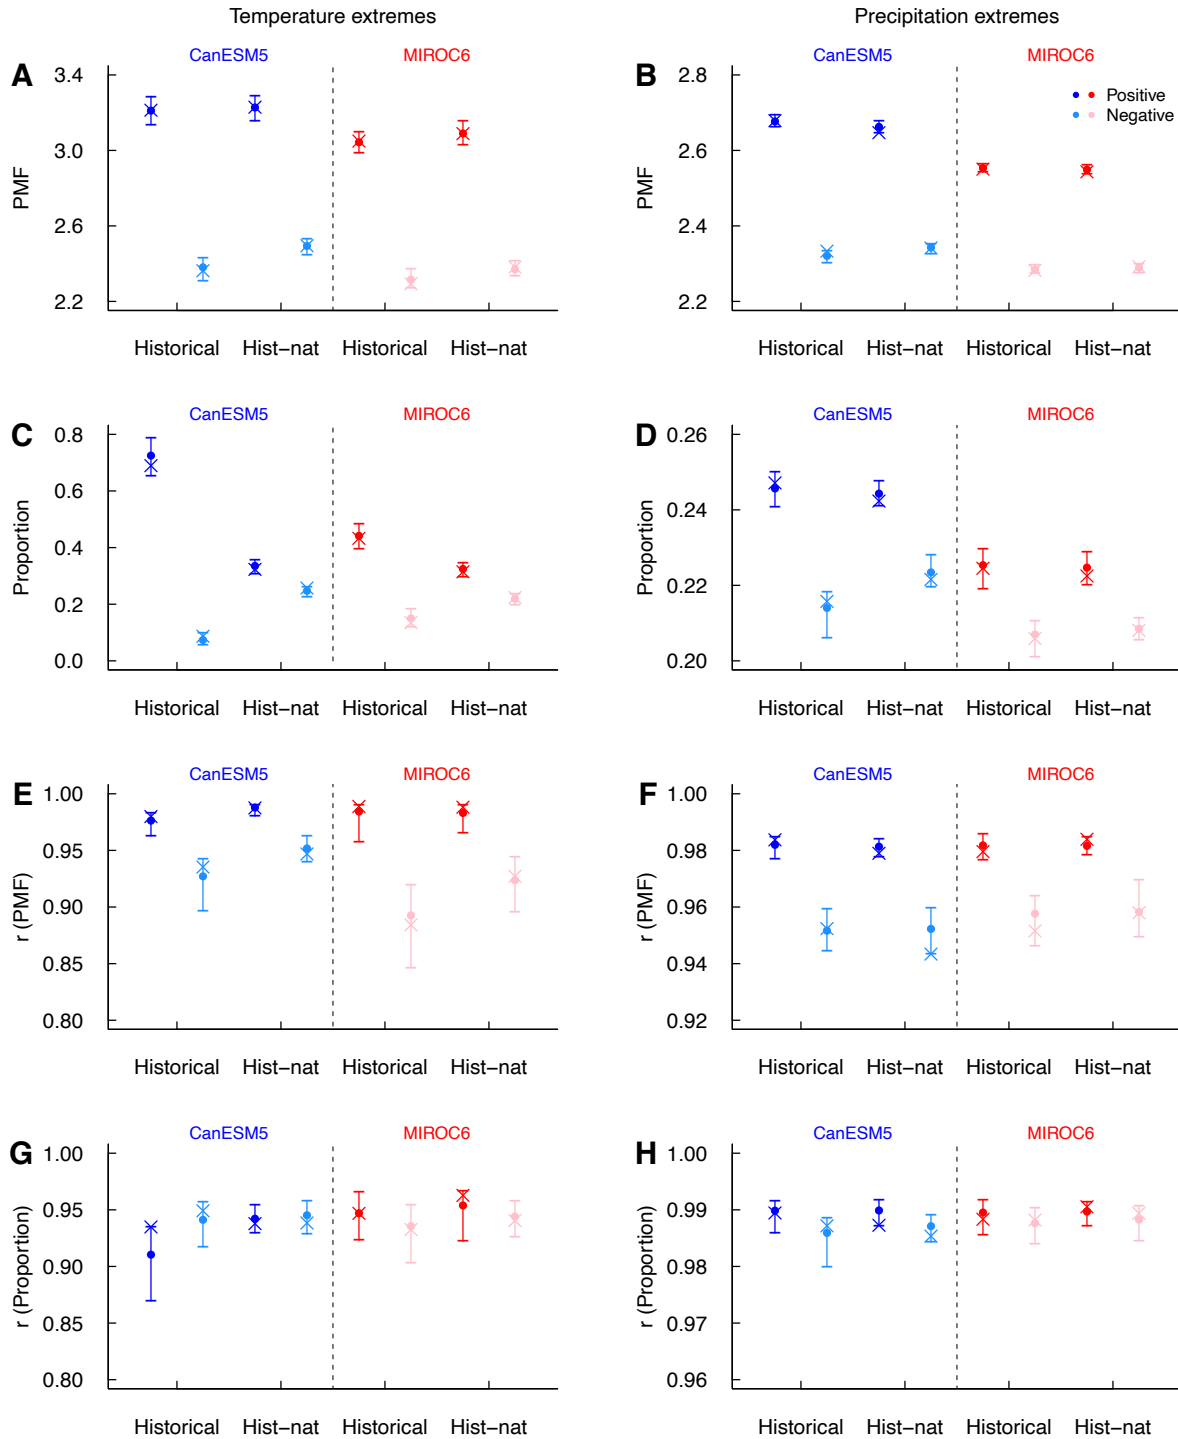 Temperature extremes
Precipitation extremes
A
CanESM5
MIROC6
PMF
3.4
3.0
2.6
2.2
Historical Hist−nat Historical Hist−nat
B
CanESM5
MIROC6
Positive
Negative
PMF
2.8
2.6
2.4
2.2
Historical Hist−nat Historical Hist−nat
C
CanESM5
MIROC6
Proportion
0.8
0.6
0.4
0.2
0.0
Historical Hist−nat Historical Hist−nat
D
CanESM5
MIROC6
Proportion
0.26
0.24
0.22
0.20
Historical Hist−nat Historical Hist−nat
E
CanESM5
MIROC6
r (PMF)
1.00
0.95
0.90
0.85
0.80
Historical Hist−nat Historical Hist−nat
F
CanESM5
MIROC6
r (PMF)
1.00
0.98
0.96
0.94
0.92
Historical Hist−nat Historical Hist−nat
G
CanESM5
MIROC6
r (Proportion)
1.00
0.95
0.90
0.85
0.80
Historical Hist−nat Historical Hist−nat
H
CanESM5
MIROC6
r (Proportion)
1.00
0.99
0.98
0.97
0.96
Historical Hist−nat Historical Hist−nat